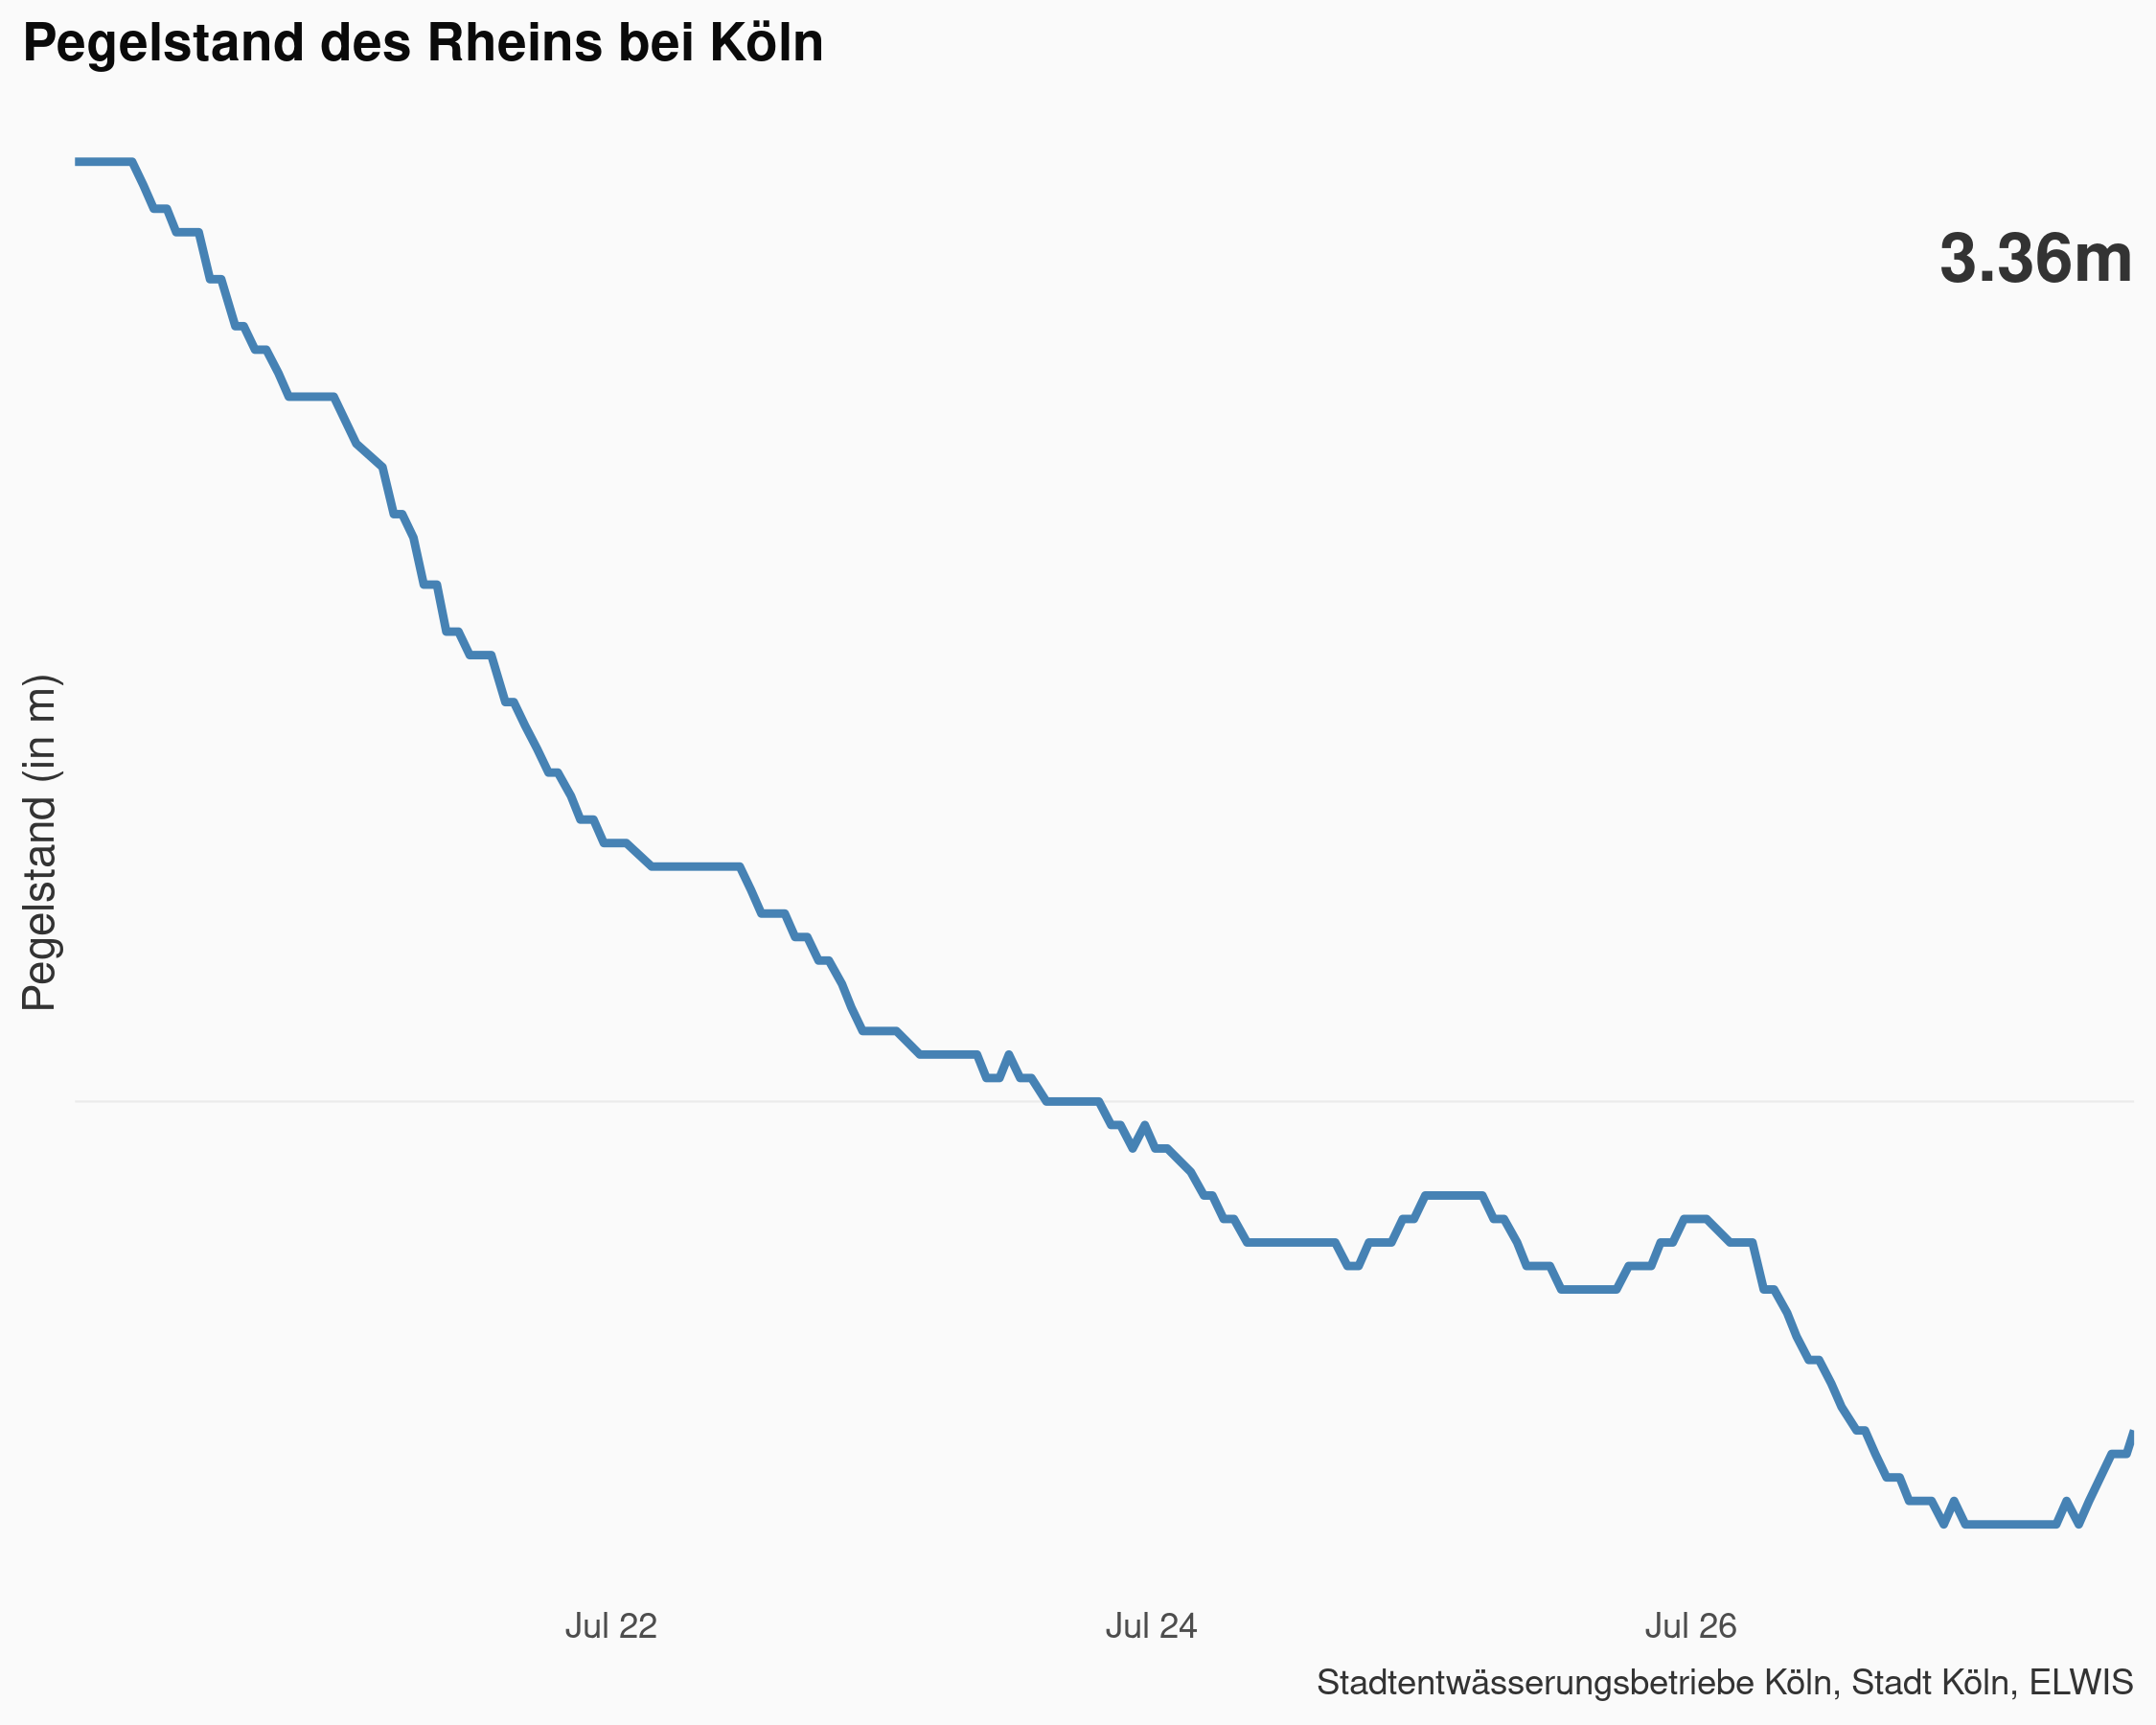 Pegelstand des Rheins bei Köln
3.36m
Pegelstand (in m)
Jul 22
Jul 24
Jul 26
Stadtentwässerungsbetriebe Köln, Stadt Köln, ELWIS